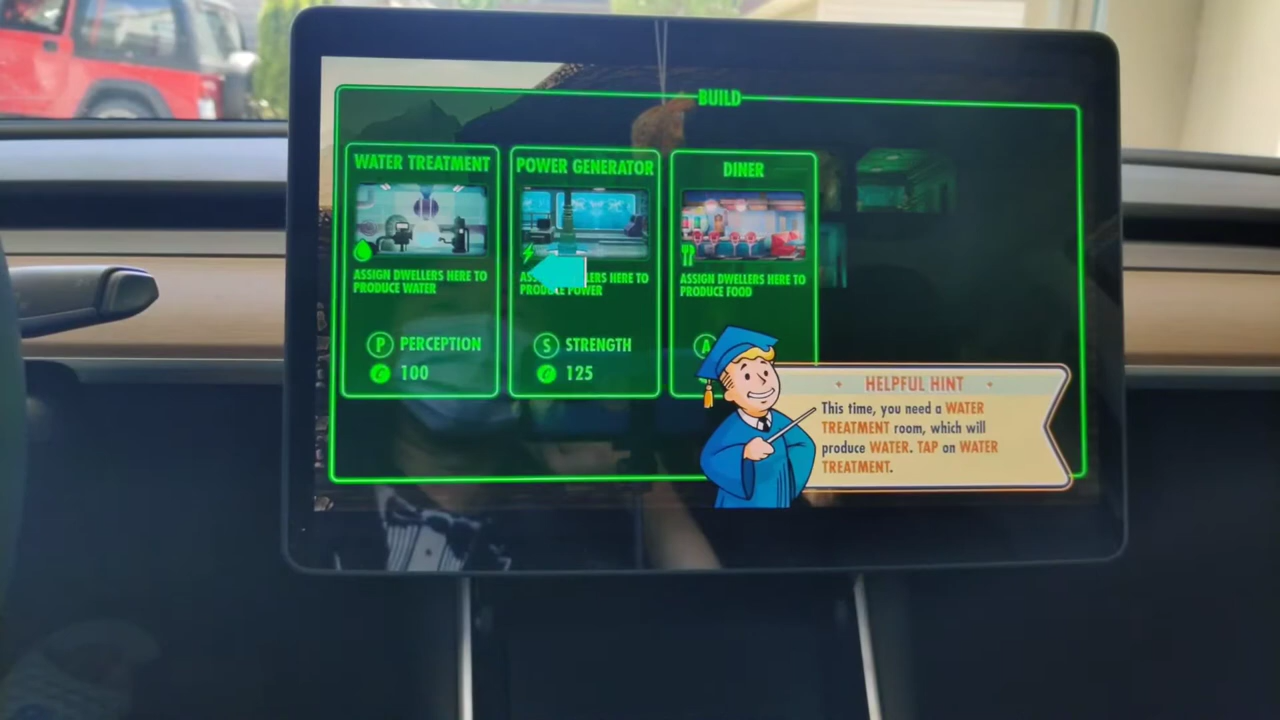 BUILD
WATER TREATMENT
ASSIGN DWELLERS HERE TO
PRODUCE WATER
P PERCEPTION
100
POWER GENERATOR
LLERS HERE TO
PRODUCE POWER
S STRENGTH
125
DINER
ASSIGN DWELLERS HERE TO
PRODUCE FOOD
A
HELPFUL HINT
This time, you need a WATER
TREATMENT room, which will
produce WATER. TAP on WATER
TREATMENT.